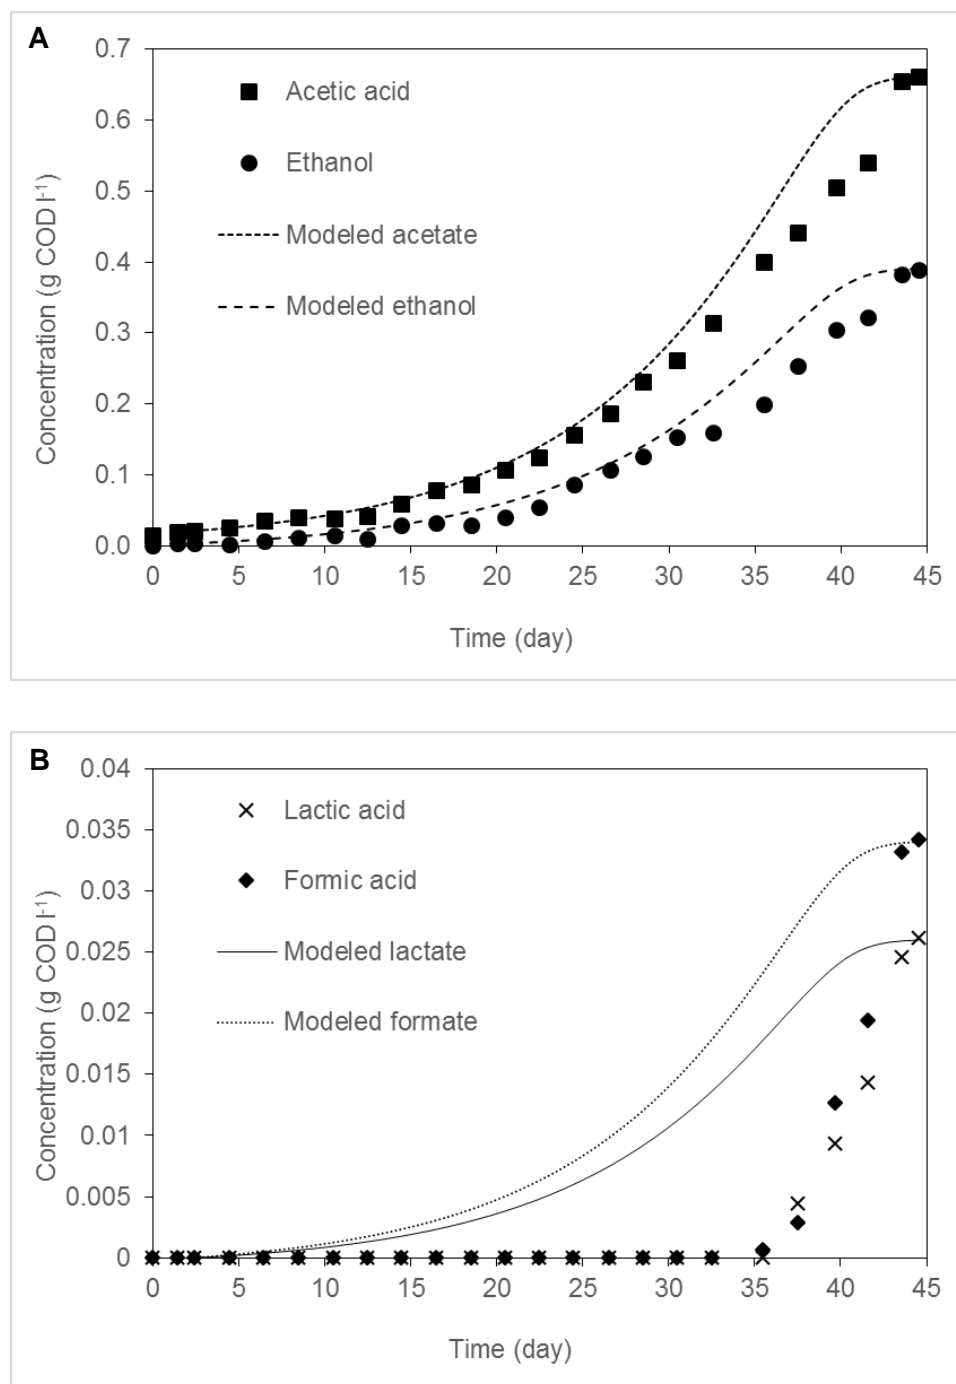 A
0.7
0.6
0.5
0.4
0.3
0.2
0.1
0.0
Concentration (g COD l-1)
Acetic acid
Ethanol
Modeled acetate
Modeled ethanol
0 5 10 15 20 25 30 35 40 45
Time (day)
B
0.04
0.035
0.03
0.025
0.02
0.015
0.01
0.005
0
Concentration (g COD l-1)
Lactic acid
Formic acid
Modeled lactate
Modeled formate
0 5 10 15 20 25 30 35 40 45
Time (day)